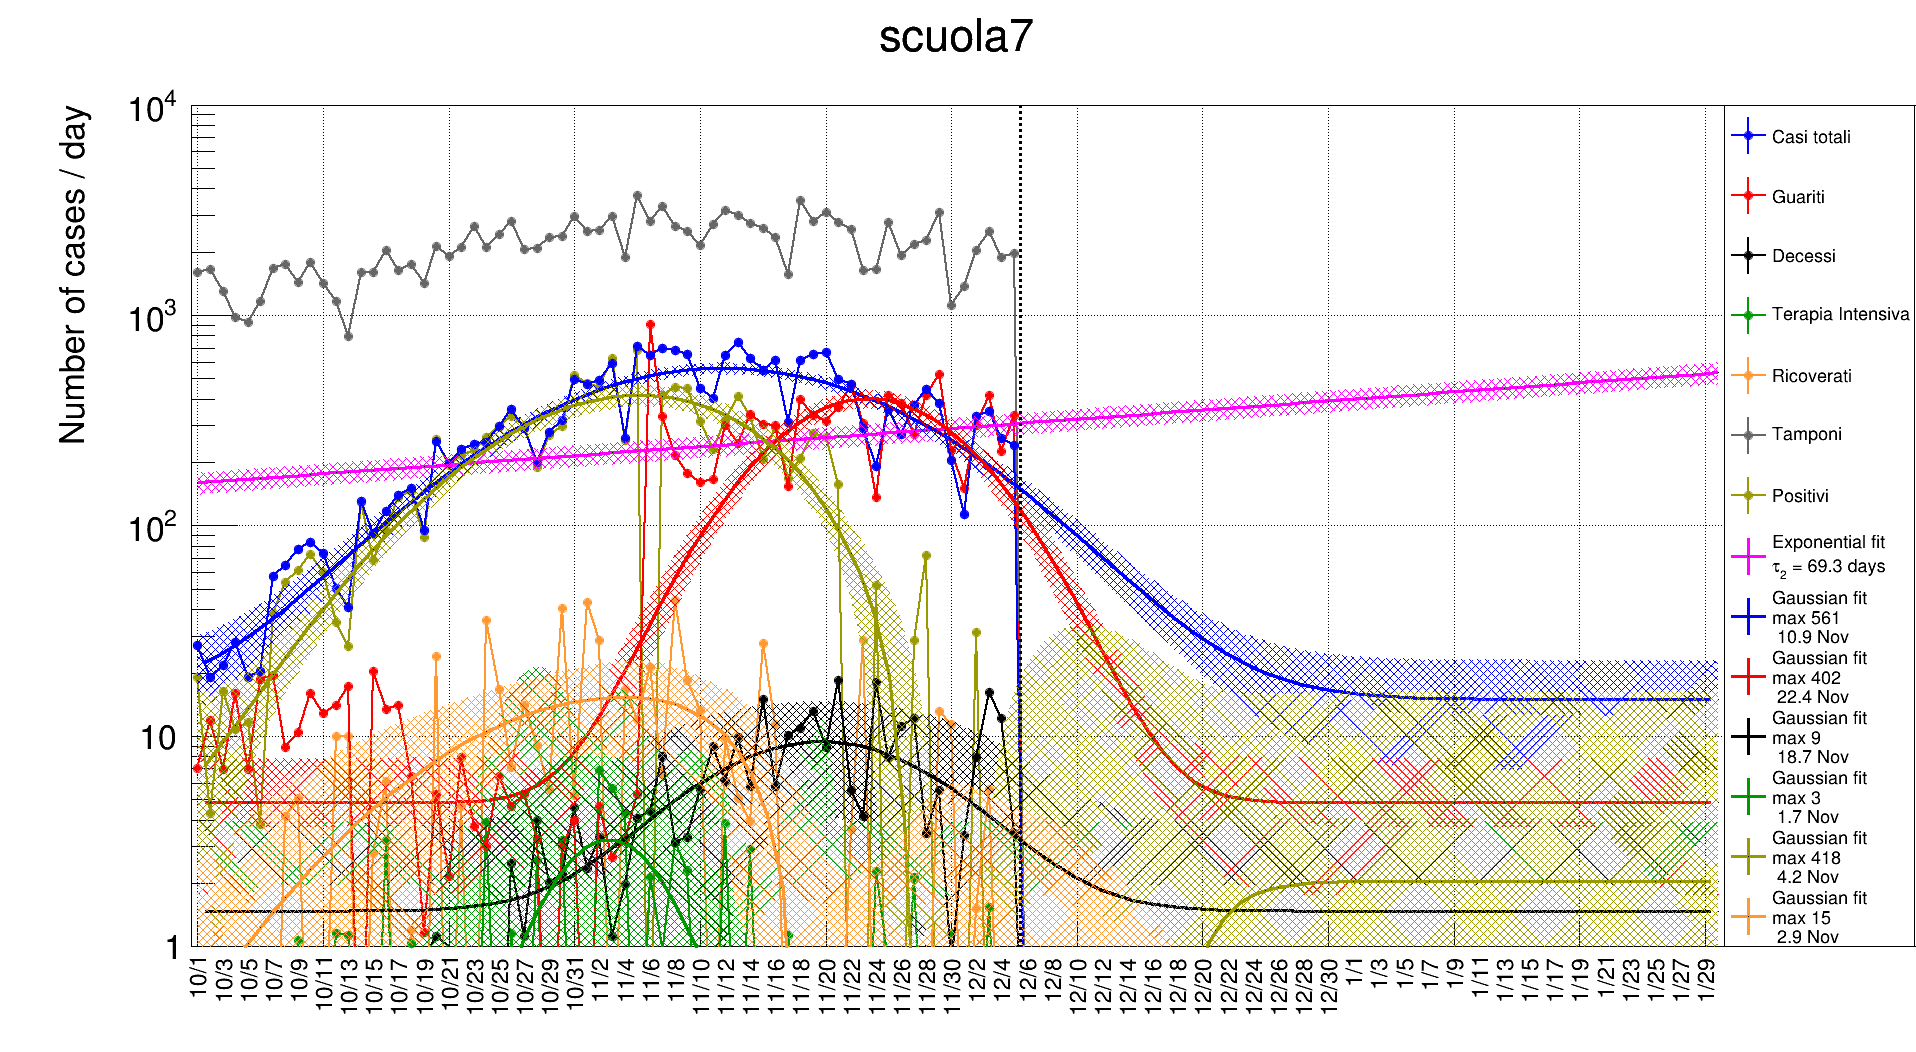 scuola7
Number of cases / day
10^4
10^3
10^2
10
1
10/1
10/3
10/5
10/7
10/9
10/11
10/13
10/15
10/17
10/19
10/21
10/23
10/25
10/27
10/29
10/31
11/2
11/4
11/6
11/8
11/10
11/12
11/14
11/16
11/18
11/20
11/22
11/24
11/26
11/28
11/30
12/2
12/4
12/6
12/8
12/10
12/12
12/14
12/16
12/18
12/20
12/22
12/24
12/26
12/28
12/30
1/1
1/3
1/5
1/7
1/9
1/11
1/13
1/15
1/17
1/19
1/21
1/23
1/25
1/27
1/29
Casi totali
Guariti
Decessi
Terapia Intensiva
Ricoverati
Tamponi
Positivi
Exponential fit
τ₂ = 69.3 days
Gaussian fit
max 561
10.9 Nov
Gaussian fit
max 402
22.4 Nov
Gaussian fit
max 9
18.7 Nov
Gaussian fit
max 3
1.7 Nov
Gaussian fit
max 418
4.2 Nov
Gaussian fit
max 15
2.9 Nov